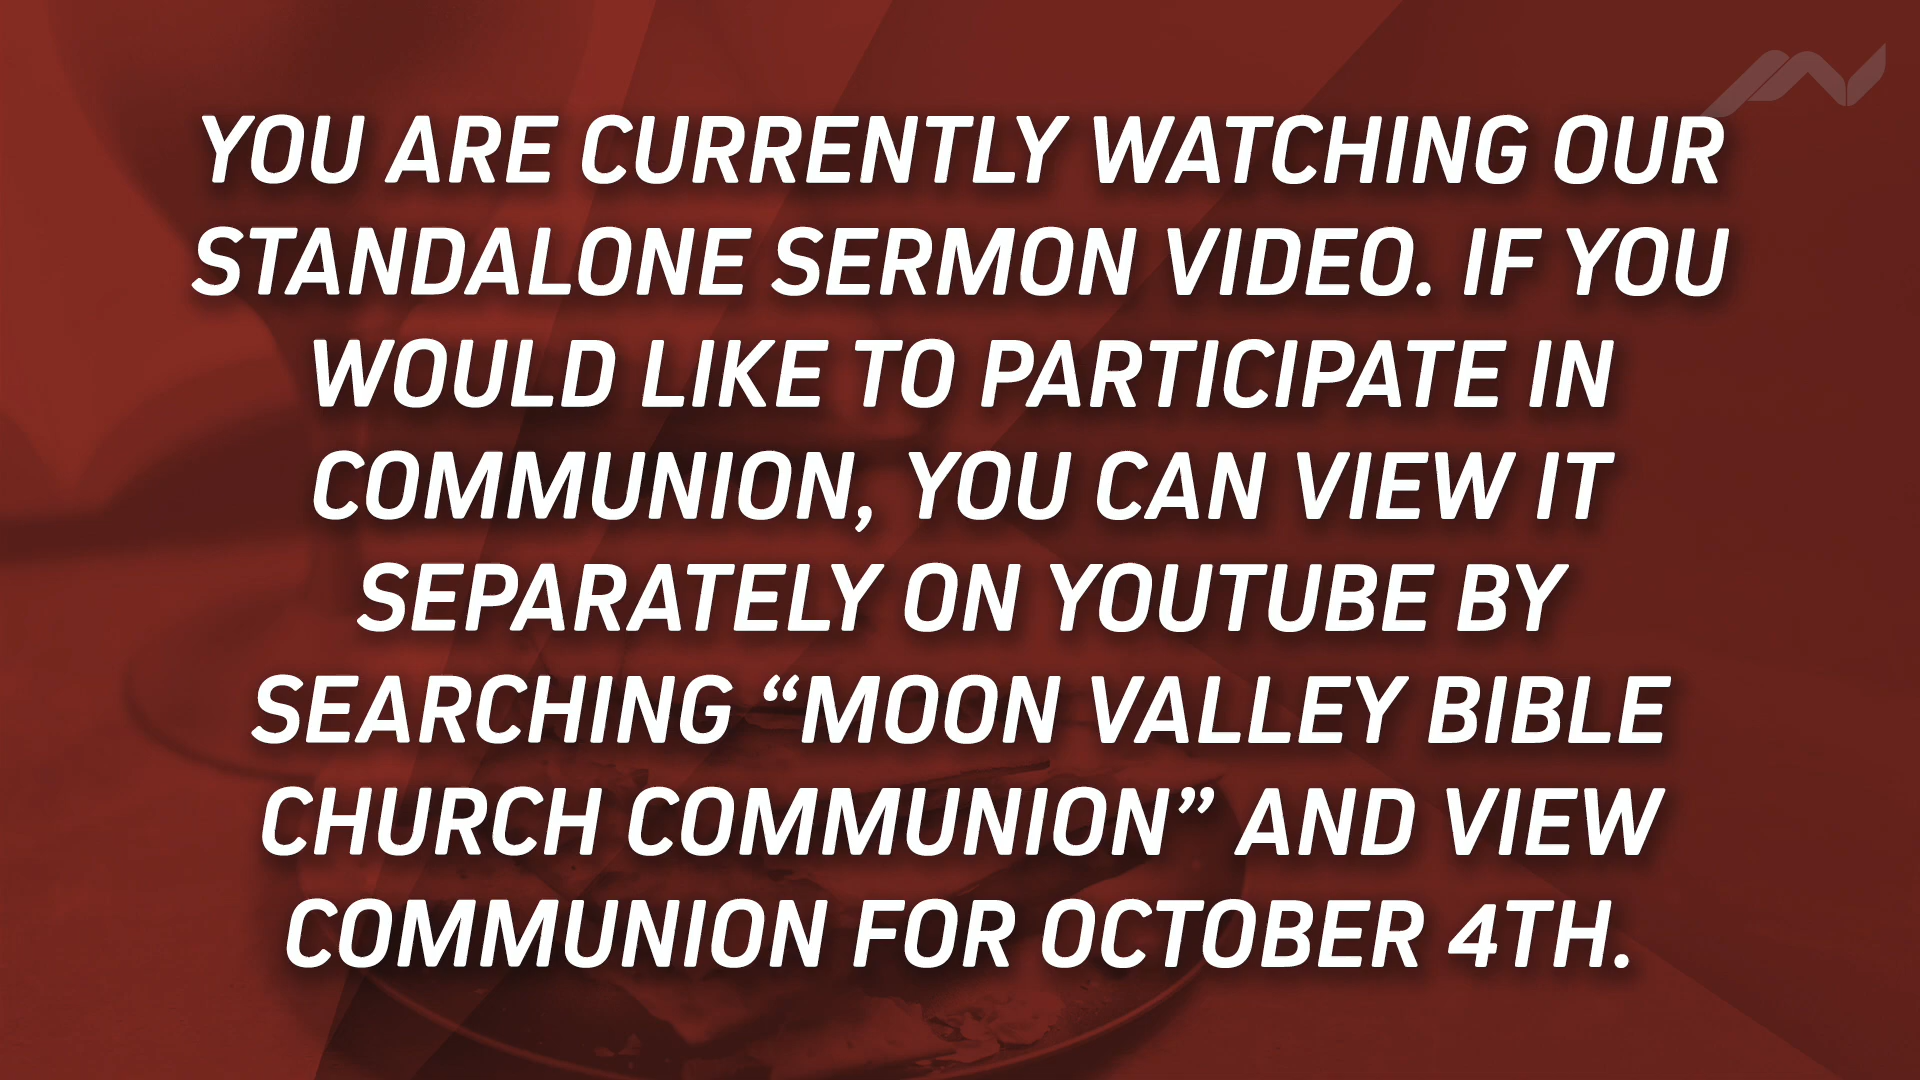 YOU ARE CURRENTLY WATCHING OUR
STANDALONE SERMON VIDEO. IF YOU
WOULD LIKE TO PARTICIPATE IN
COMMUNION, YOU CAN VIEW IT
SEPARATELY ON YOUTUBE BY
SEARCHING “MOON VALLEY BIBLE
CHURCH COMMUNION” AND VIEW
COMMUNION FOR OCTOBER 4TH.